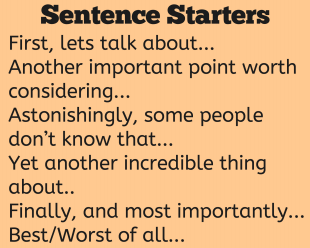 Sentence Starters
First, lets talk about...
Another important point worth
considering...
Astonishingly, some people
don't know that...
Yet another incredible thing
about..
Finally, and most importantly...
Best/Worst of all...